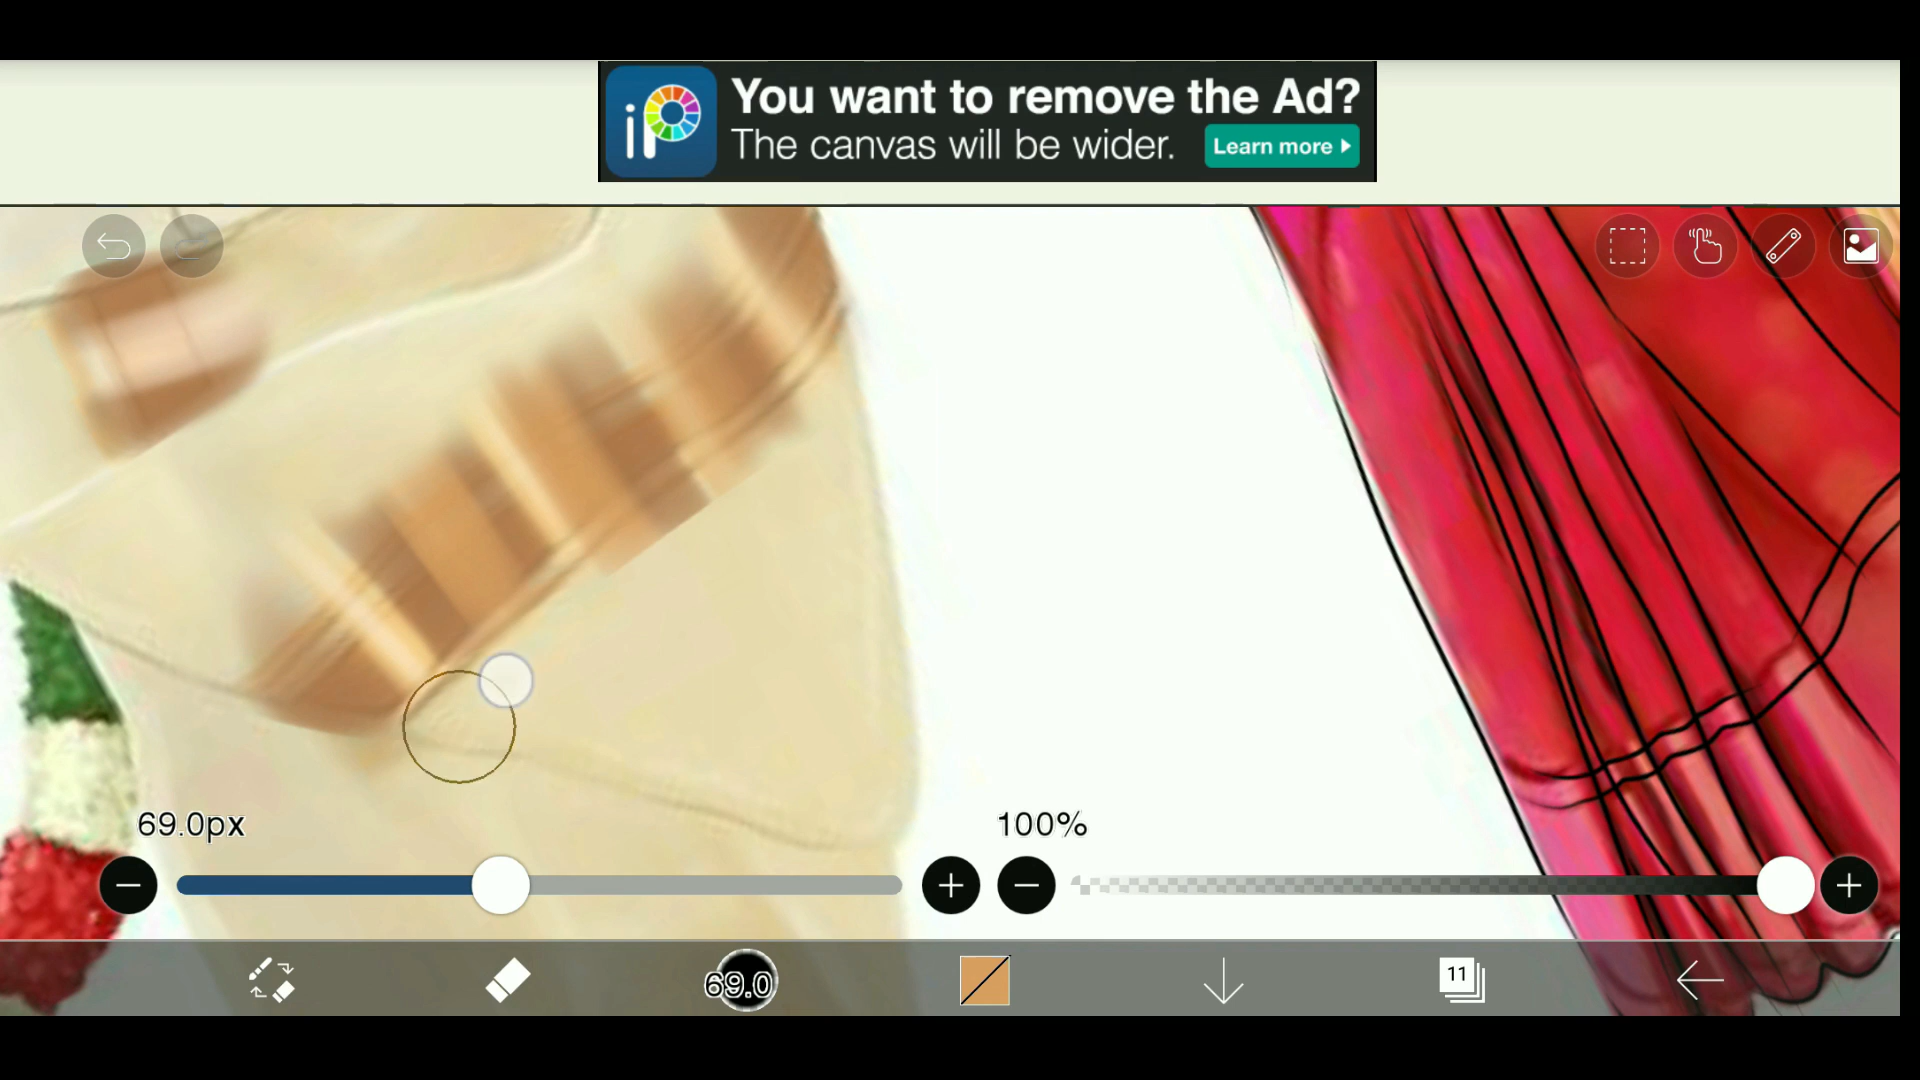 iP
You want to remove the Ad?
The canvas will be wider.
Learn more
69.0px
100%
69.0
11